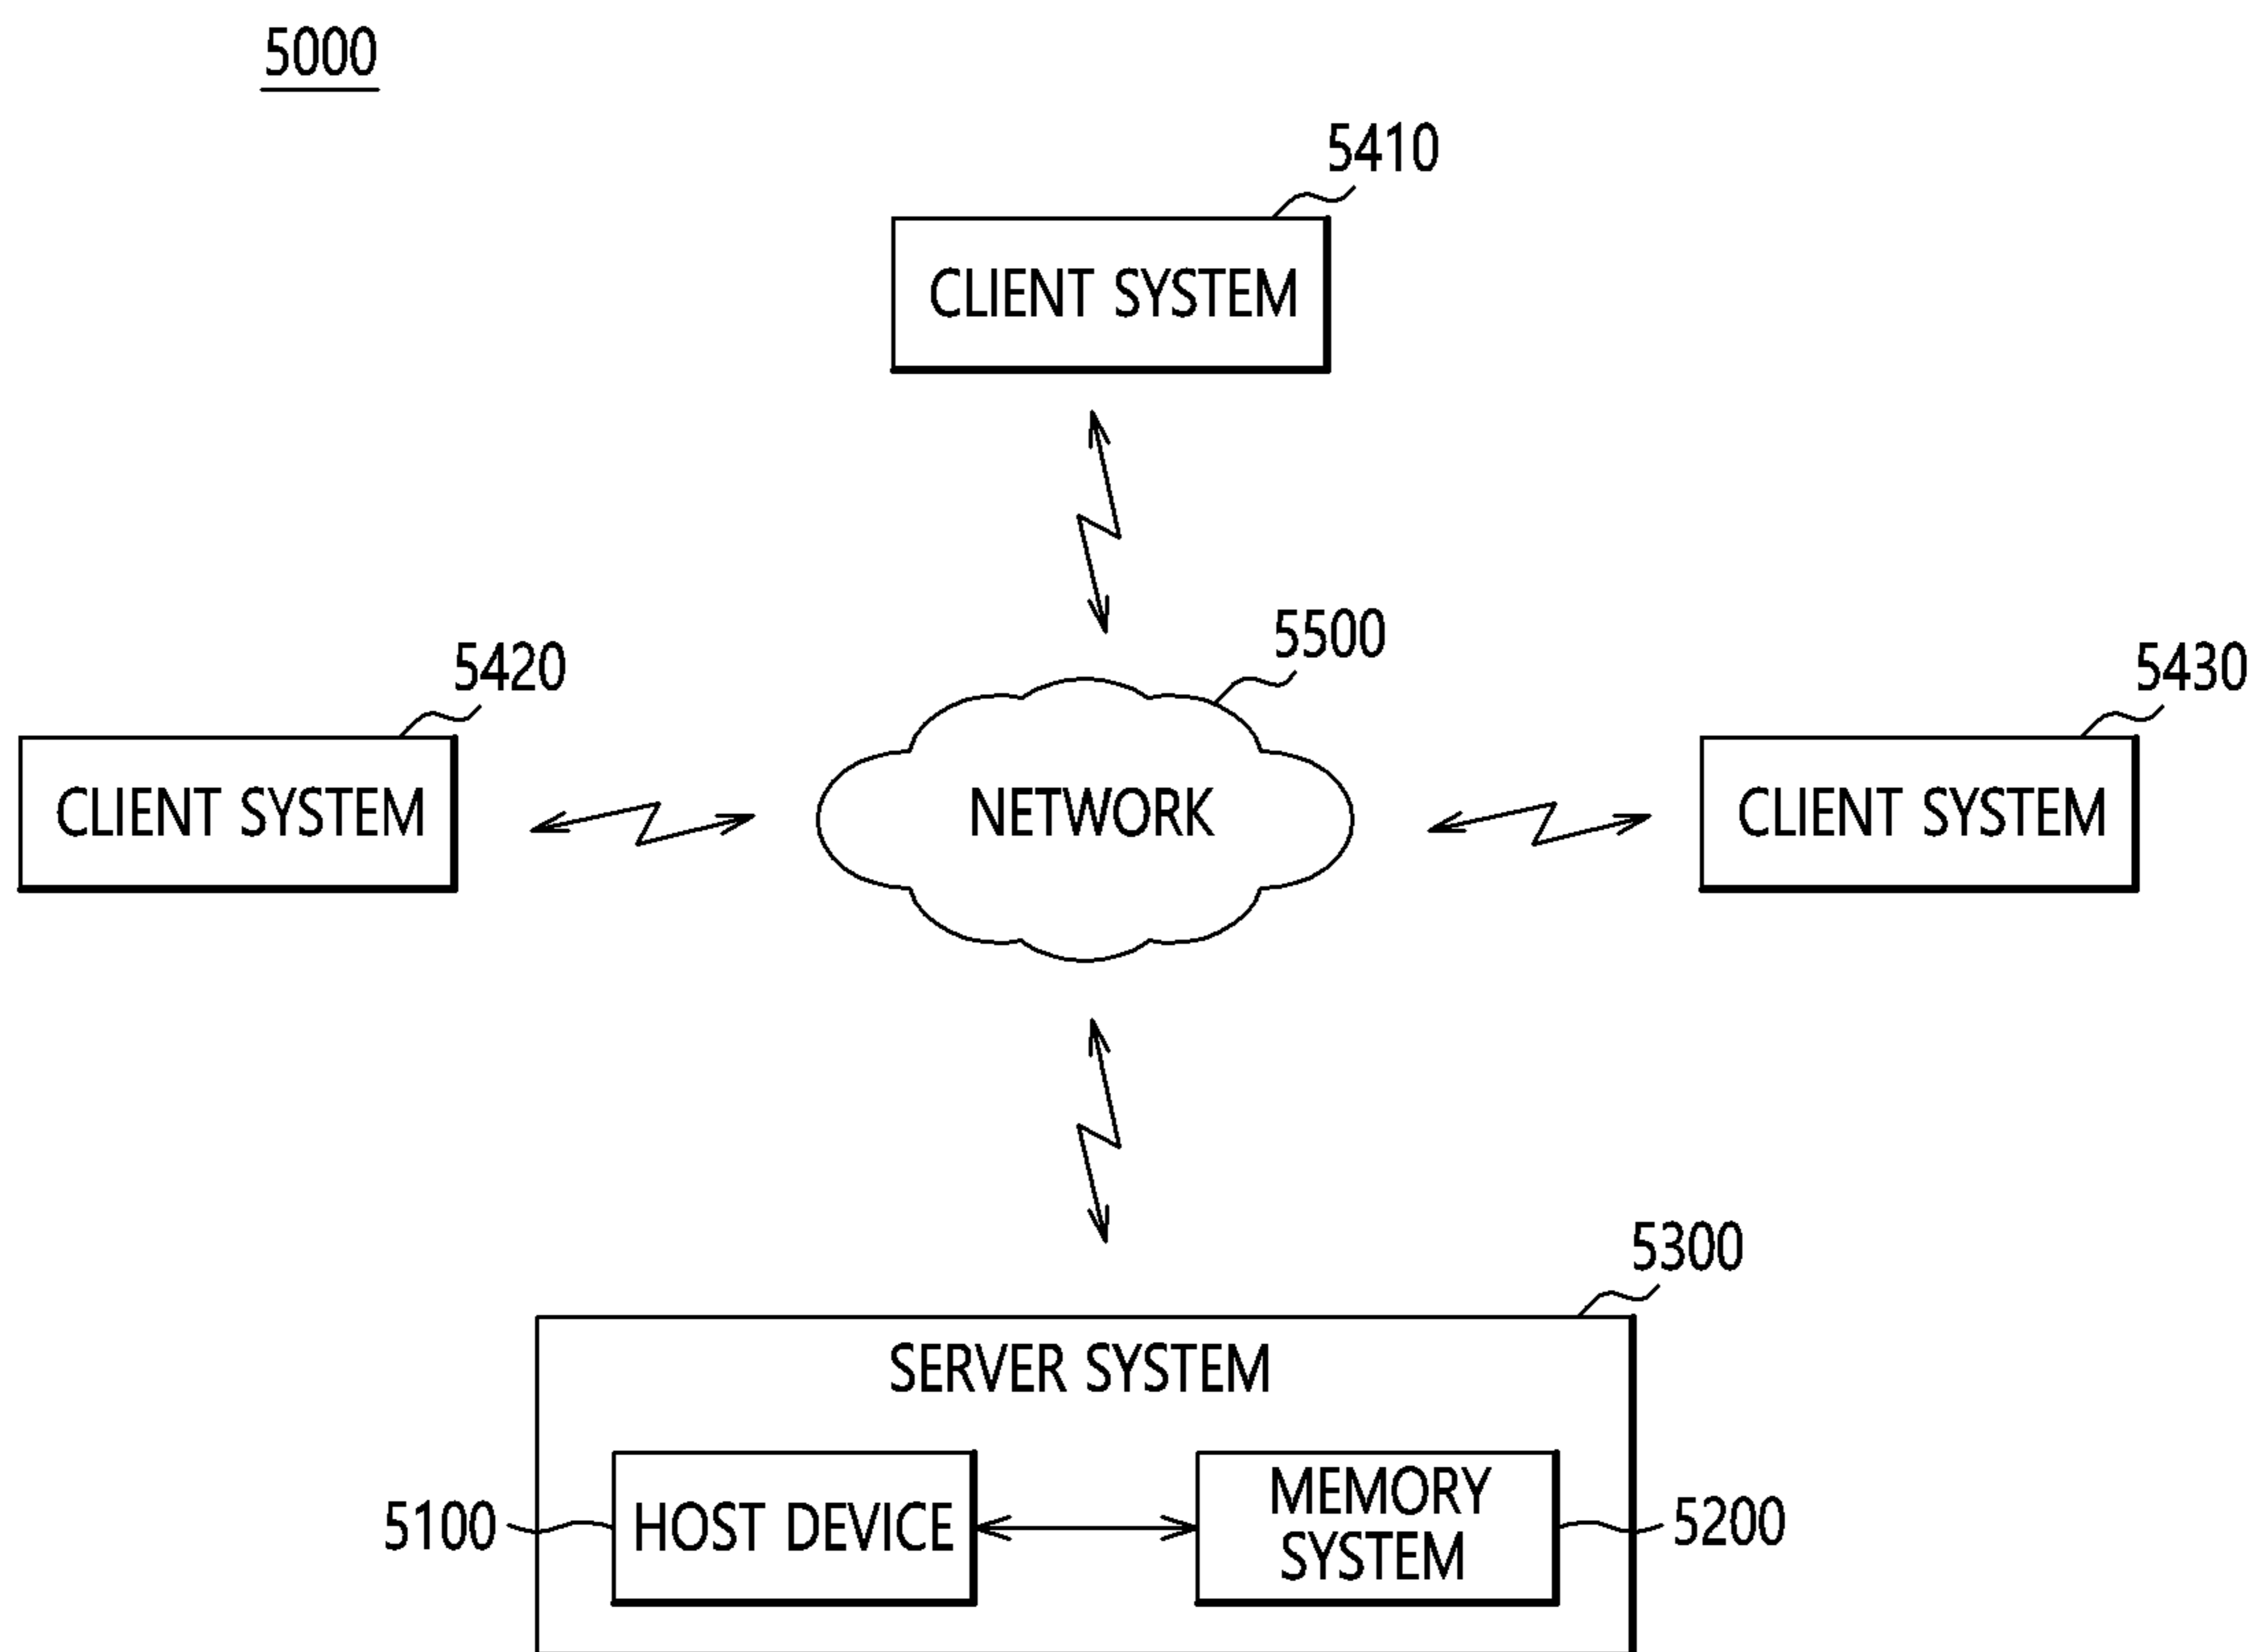 5000
5410
CLIENT SYSTEM
5500
5420
5430
CLIENT SYSTEM
NETWORK
CLIENT SYSTEM
5300
SERVER SYSTEM
5100
HOST DEVICE
MEMORY
SYSTEM
5200